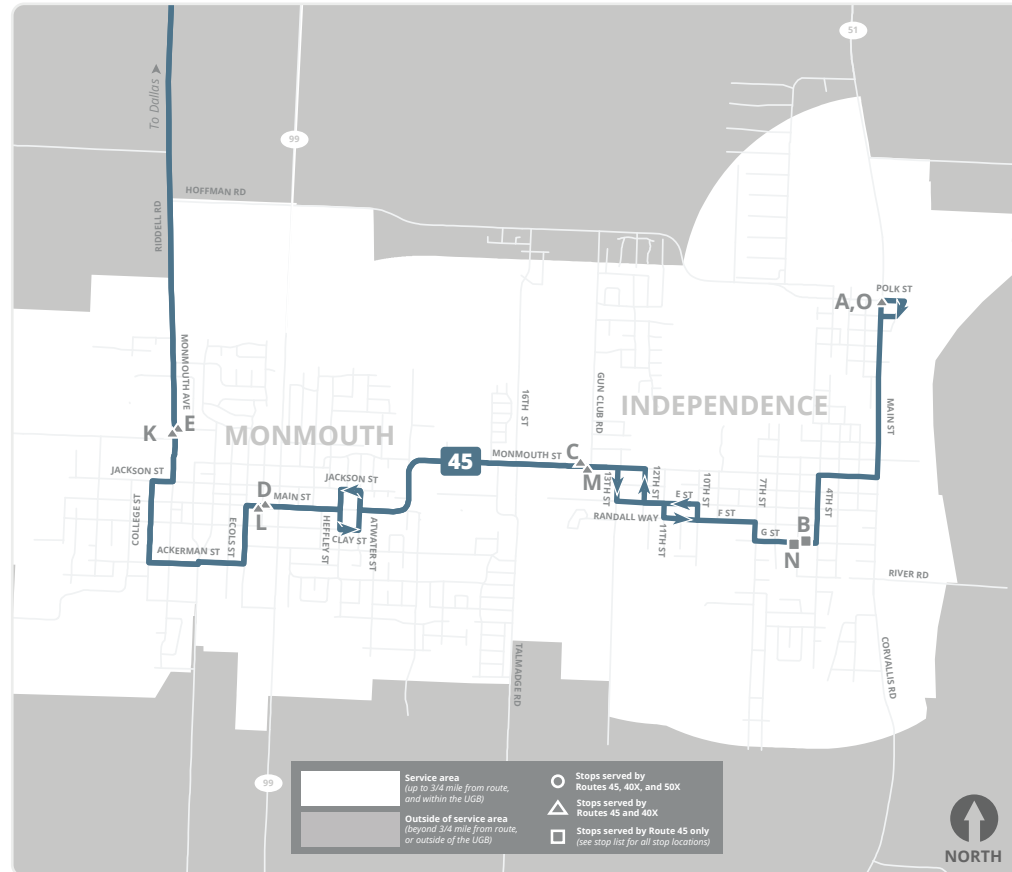 51
To Dallas
99
HOFFMAN RD
RIDDELL RD
POLK ST
A,O
MONMOUTH AVE
GUN CLUB RD
16TH ST
INDEPENDENCE
MAIN ST
K
E
MONMOUTH
MONMOUTH ST
C
45
JACKSON ST
JACKSON ST
M
13TH ST
12TH ST
10TH ST
7TH ST
4TH ST
D
MAIN ST
E ST
COLLEGE ST
L
ECOLS ST
HEFFLEY ST
CLAY ST
ATWATER ST
RANDALL WAY
F ST
11TH ST
G ST
B
N
ACKERMAN ST
RIVER RD
TALMADGE RD
CORVALLIS RD
99
Service area
(up to 3/4 mile from route,
and within the UGB)
Outside of service area
(beyond 3/4 mile from route,
or outside of the UGB)
Stops served by
Routes 45, 40X, and 50X
Stops served by
Routes 45 and 40X
Stops served by Route 45 only
(see stop list for all stop locations)
NORTH